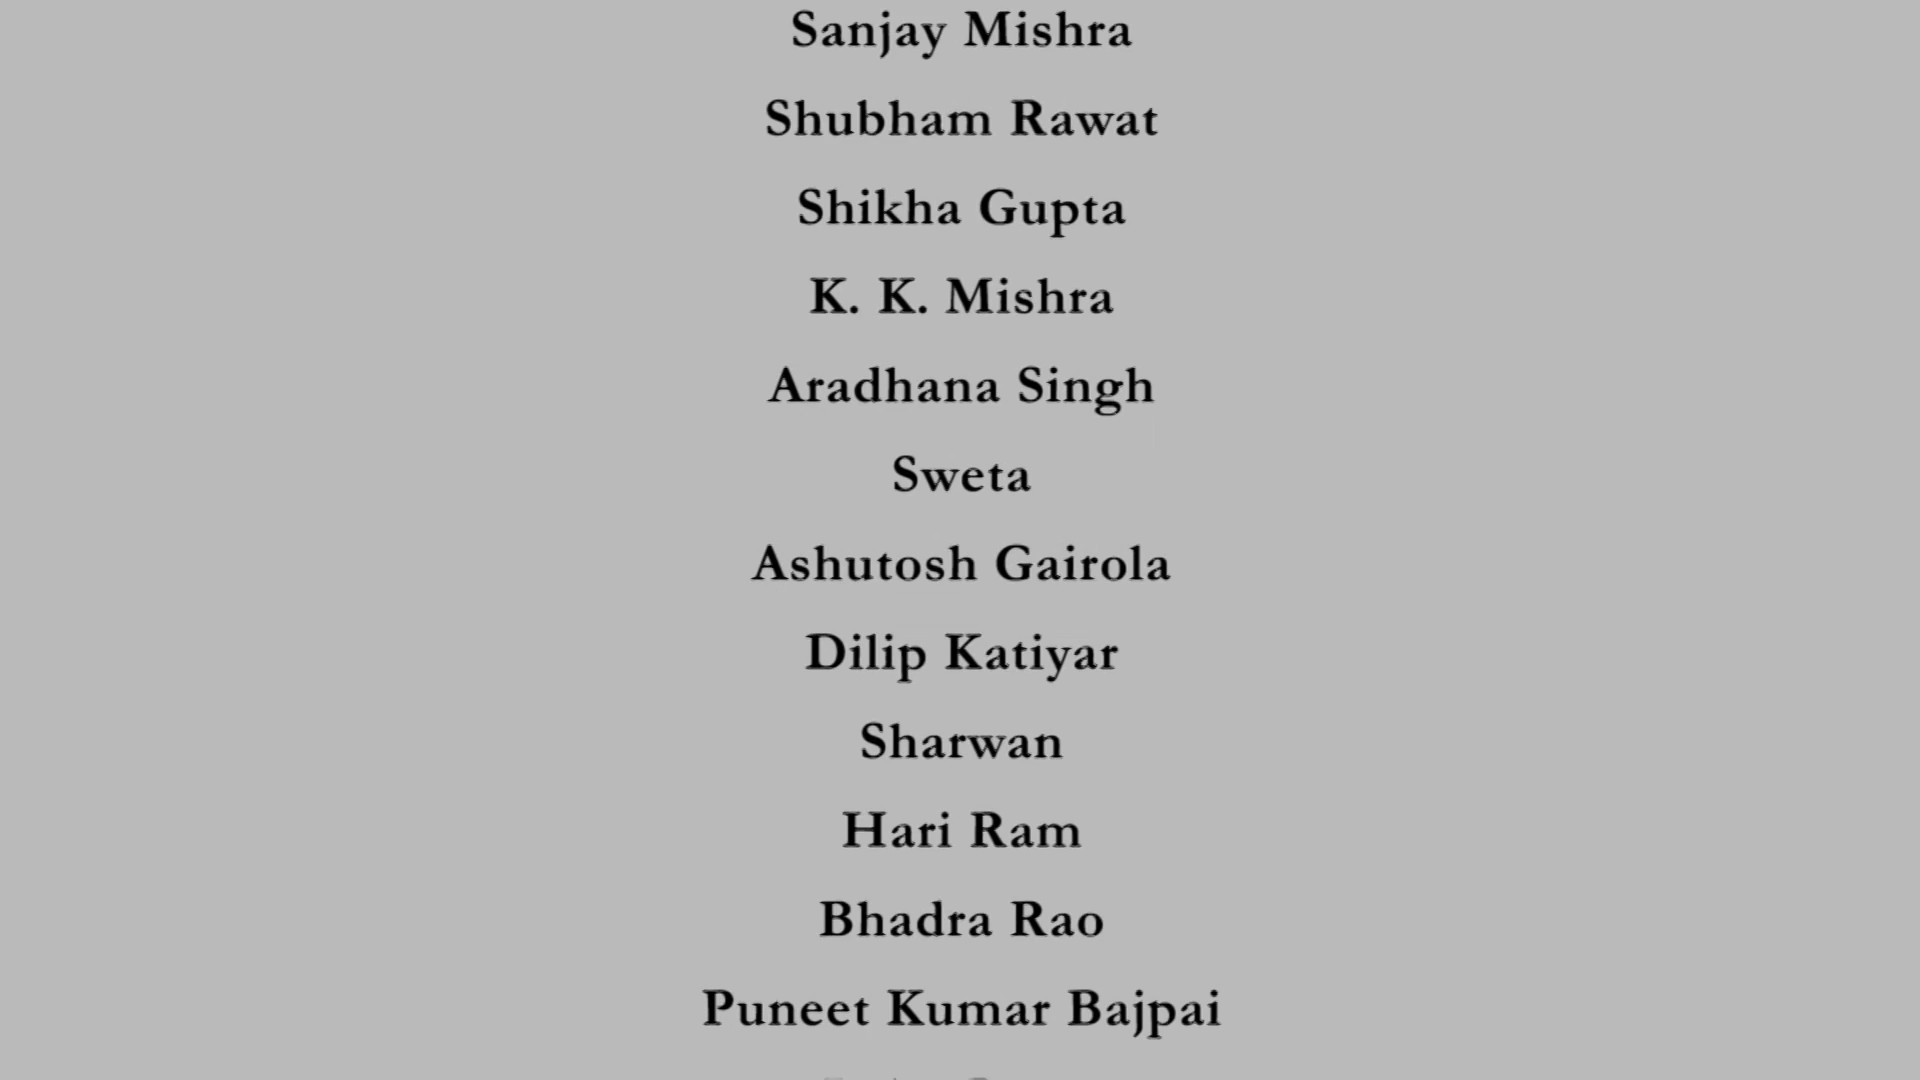 Sanjay Mishra
Shubham Rawat
Shikha Gupta
K. K. Mishra
Aradhana Singh
Sweta
Ashutosh Gairola
Dilip Katiyar
Sharwan
Hari Ram
Bhadra Rao
Puneet Kumar Bajpai